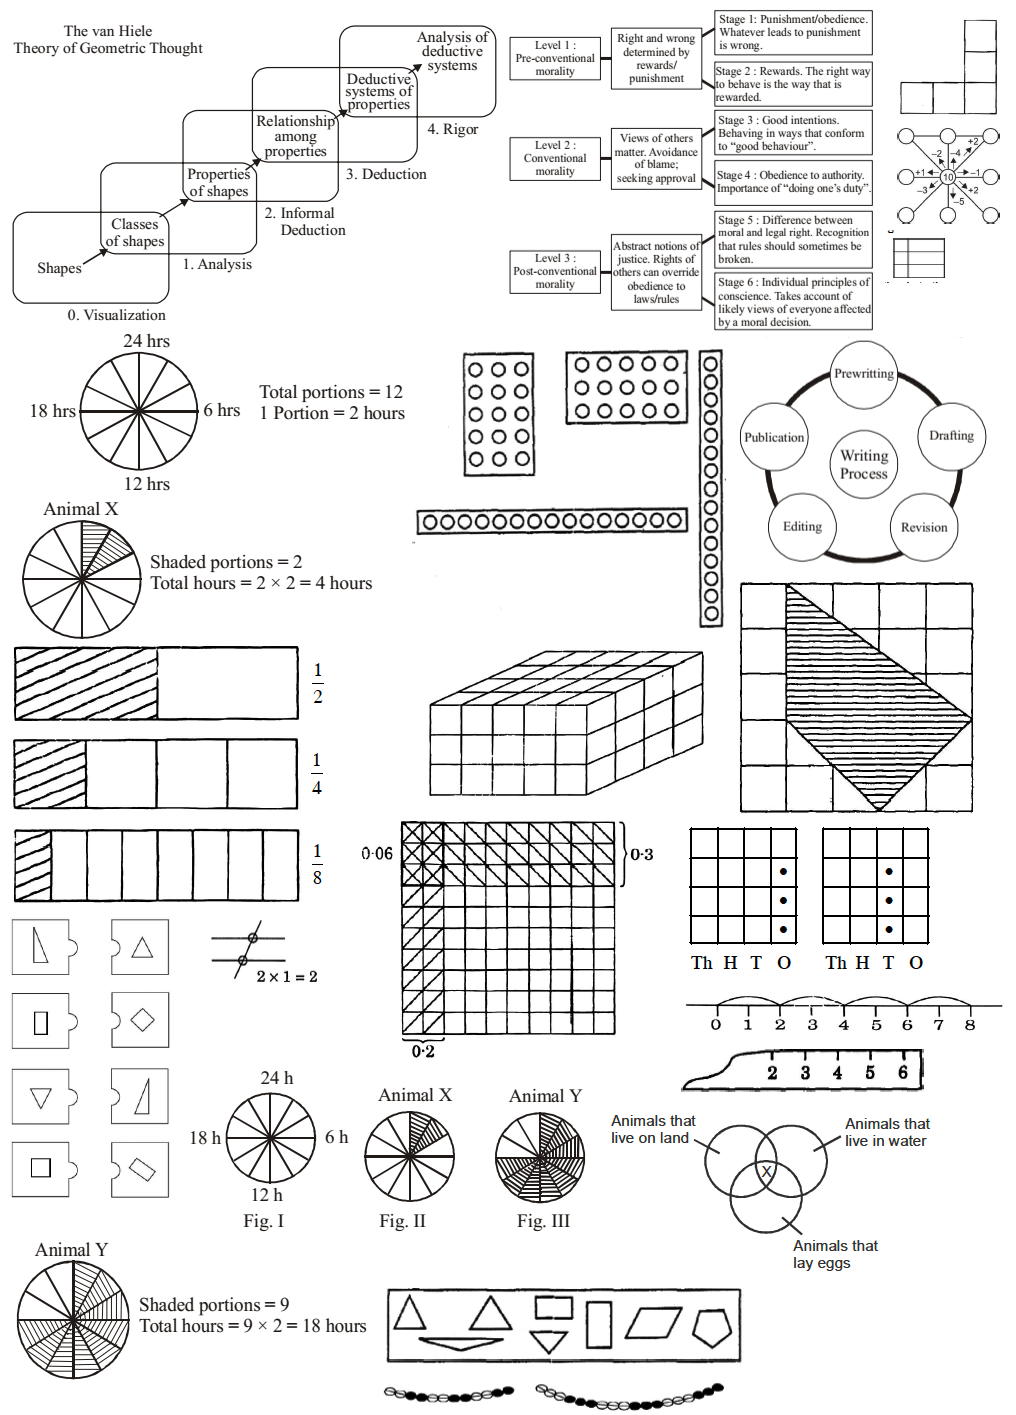 The van Hiele
Theory of Geometric Thought
Shapes
0. Visualization
Classes
of shapes
1. Analysis
Properties
of shapes
2. Informal
Deduction
Relationship
among
properties
3. Deduction
Deductive
systems of
properties
4. Rigor
Analysis of
deductive
systems
Level 1 :
Pre-conventional
morality
Right and wrong
determined by
rewards/
punishment
Stage 1: Punishment/obedience.
Whatever leads to punishment
is wrong.
Stage 2 : Rewards. The right way
to behave is the way that is
rewarded.
Level 2 :
Conventional
morality
Views of others
matter. Avoidance
of blame;
seeking approval
Stage 3 : Good intentions.
Behaving in ways that conform
to “good behaviour”.
Stage 4 : Obedience to authority.
Importance of “doing one's duty”.
Level 3 :
Post-conventional
morality
Abstract notions of
justice. Rights of
others can override
obedience to
laws/rules
Stage 5 : Difference between
moral and legal right. Recognition
that rules should sometimes be
broken.
Stage 6 : Individual principles of
conscience. Takes account of
likely views of everyone affected
by a moral decision.
−2 −4 +2
+1 10 −1
−3 −5 +2
24 hrs
18 hrs 6 hrs
12 hrs
Total portions = 12
1 Portion = 2 hours
Animal X
Shaded portions = 2
Total hours = 2 × 2 = 4 hours
Prewritting
Publication
Drafting
Writing
Process
Editing
Revision
1
2
1
4
1
8
0·06
0·3
0·2
Th H T O
Th H T O
2 × 1 = 2
0 1 2 3 4 5 6 7 8
2 3 4 5 6
24 h
18 h 6 h
12 h
Fig. I
Animal X
Fig. II
Animal Y
Fig. III
Animals that
live on land
Animals that
live in water
X
Animals that
lay eggs
Animal Y
Shaded portions = 9
Total hours = 9 × 2 = 18 hours